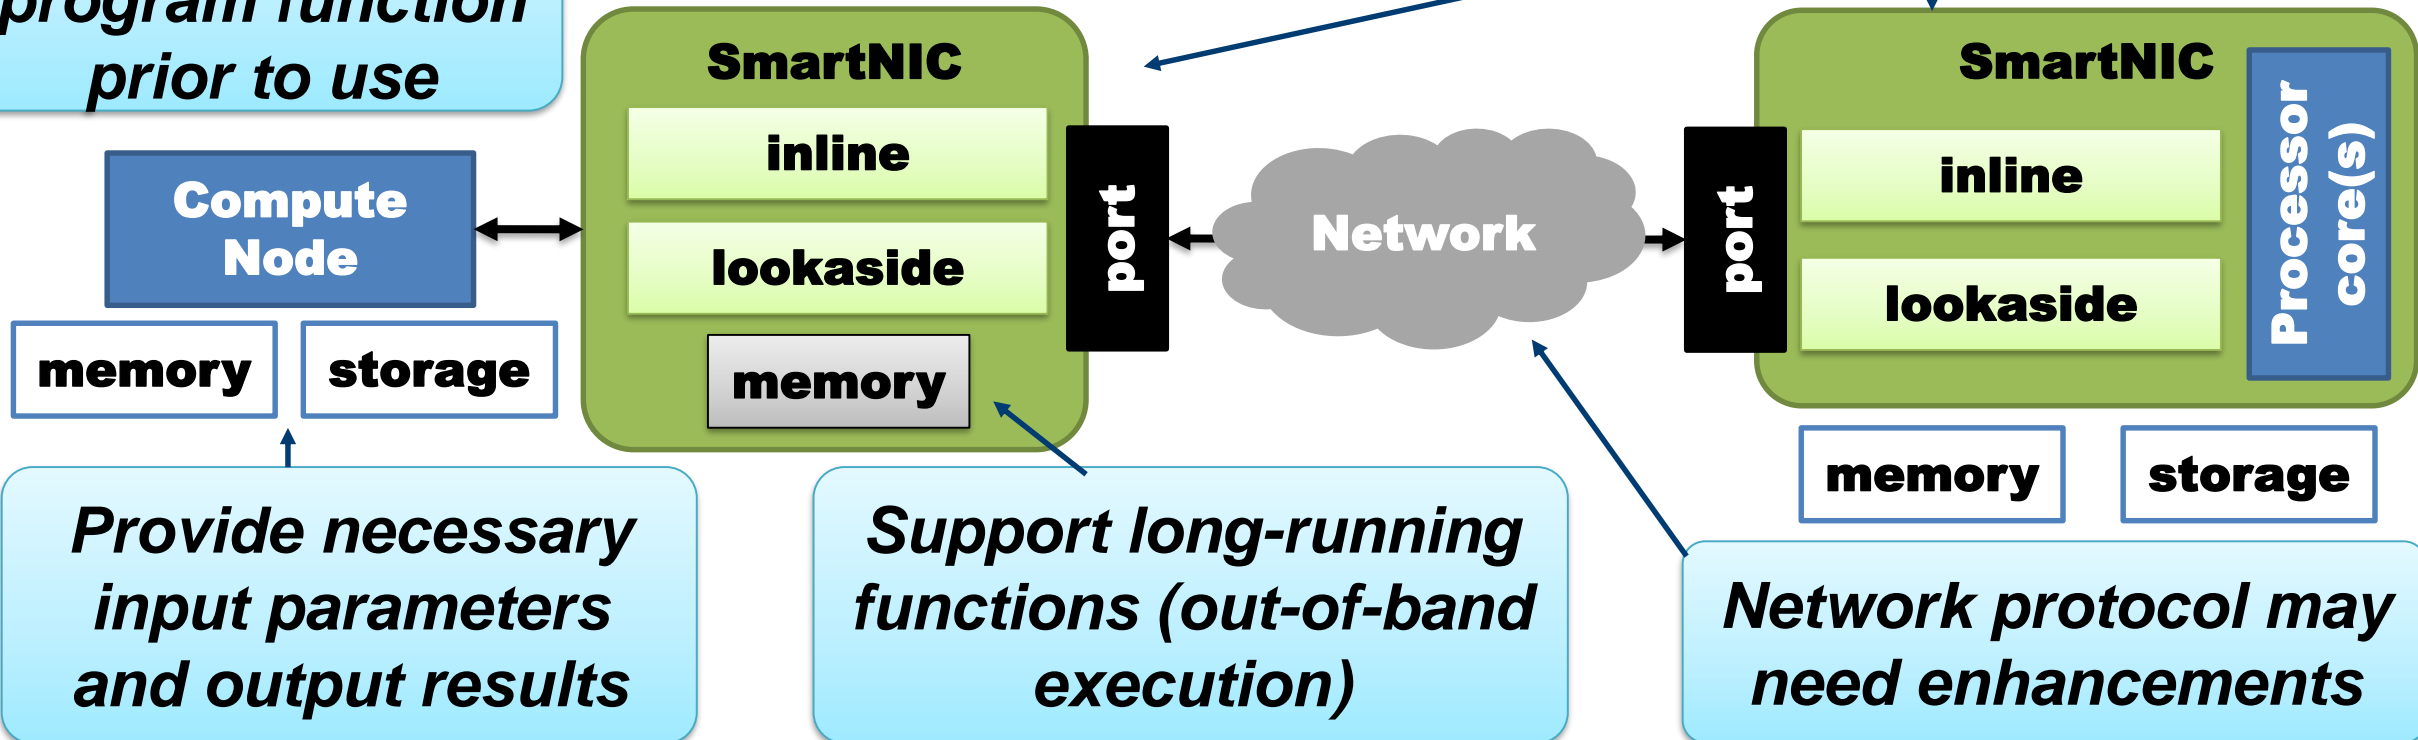 program function
prior to use
SmartNIC
inline
lookaside
memory
port
Compute
Node
memory
storage
Network
SmartNIC
port
inline
lookaside
Processor
core(s)
memory
storage
Provide necessary
input parameters
and output results
Support long-running
functions (out-of-band
execution)
Network protocol may
need enhancements